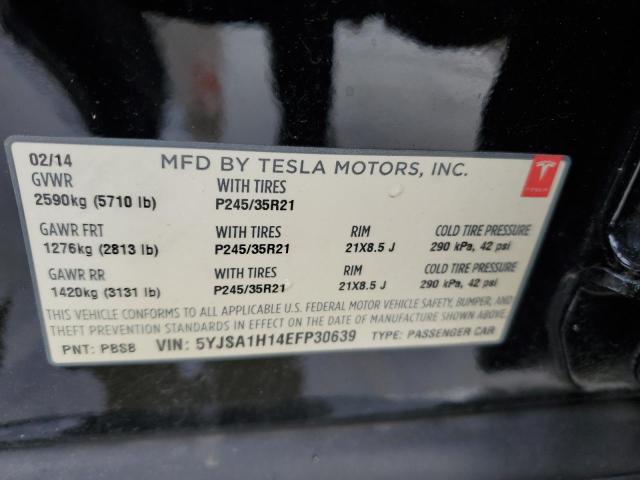 02/14 MFD BY TESLA MOTORS, INC.
GVWR WITH TIRES
2590kg (5710 lb) P245/35R21
GAWR FRT WITH TIRES RIM COLD TIRE PRESSURE
1276kg (2813 lb) P245/35R21 21X8.5 J 290 kPa, 42 psi
GAWR RR WITH TIRES RIM COLD TIRE PRESSURE
1420kg (3131 lb) P245/35R21 21X8.5 J 290 kPa, 42 psi
THIS VEHICLE CONFORMS TO ALL APPLICABLE U.S. FEDERAL MOTOR VEHICLE SAFETY, BUMPER, AND
THEFT PREVENTION STANDARDS IN EFFECT ON THE DATE OF MANUFACTURE SHOWN ABOVE.
PNT: PBSB VIN: 5YJSA1H14EFP30639 TYPE: PASSENGER CAR
TESLA